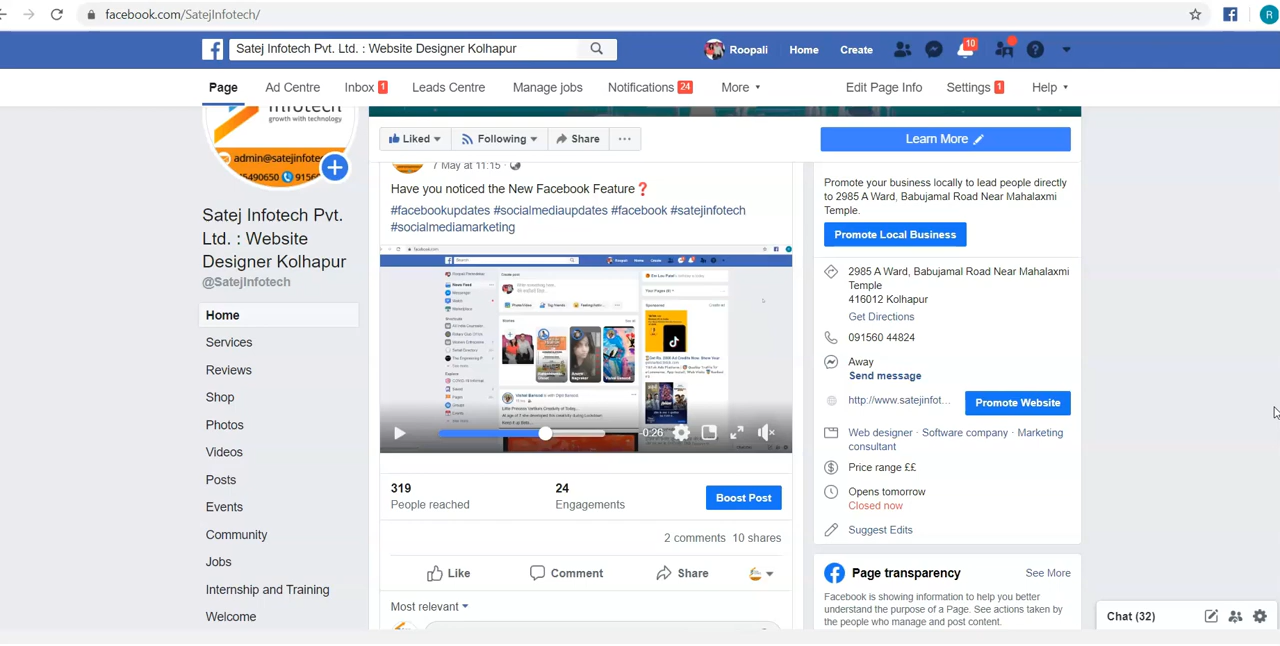 facebook.com/SatejInfotech/
R
Satej Infotech Pvt. Ltd. : Website Designer Kolhapur
Roopali
Home
Create
10
Page
Ad Centre
Inbox 1
Leads Centre
Manage jobs
Notifications 24
More
Edit Page Info
Settings 1
Help
infotech
growth with technology
admin@satejinfote
Liked
Following
Share
Learn More
7 May at 11:15
Have you noticed the New Facebook Feature❓
#facebookupdates #socialmediaupdates #facebook #satejinfotech
#socialmediamarketing
Satej Infotech Pvt.
Ltd. : Website
Designer Kolhapur
@SatejInfotech
Home
Services
Reviews
Shop
Photos
Videos
Posts
Events
Community
Jobs
Internship and Training
Welcome
-0:26
319
People reached
24
Engagements
Boost Post
2 comments 10 shares
Like
Comment
Share
Most relevant
Promote your business locally to lead people directly
to 2985 A Ward, Babujamal Road Near Mahalaxmi
Temple.
Promote Local Business
2985 A Ward, Babujamal Road Near Mahalaxmi
Temple
416012 Kolhapur
Get Directions
091560 44824
Away
Send message
http://www.satejinfot...
Promote Website
Web designer · Software company · Marketing
consultant
Price range ££
Opens tomorrow
Closed now
Suggest Edits
Page transparency
See More
Facebook is showing information to help you better
understand the purpose of a Page. See actions taken by
the people who manage and post content.
Chat (32)